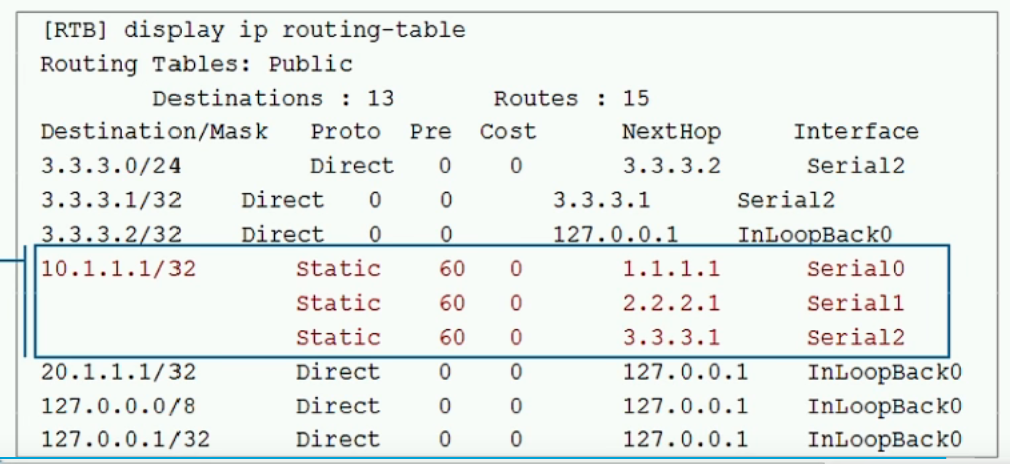 [RTB] display ip routing-table
Routing Tables: Public
Destinations : 13 Routes : 15
Destination/Mask Proto Pre Cost NextHop Interface
3.3.3.0/24 Direct 0 0 3.3.3.2 Serial2
3.3.3.1/32 Direct 0 0 3.3.3.1 Serial2
3.3.3.2/32 Direct 0 0 127.0.0.1 InLoopBack0
10.1.1.1/32 Static 60 0 1.1.1.1 Serial0
Static 60 0 2.2.2.1 Serial1
Static 60 0 3.3.3.1 Serial2
20.1.1.1/32 Direct 0 0 127.0.0.1 InLoopBack0
127.0.0.0/8 Direct 0 0 127.0.0.1 InLoopBack0
127.0.0.1/32 Direct 0 0 127.0.0.1 InLoopBack0